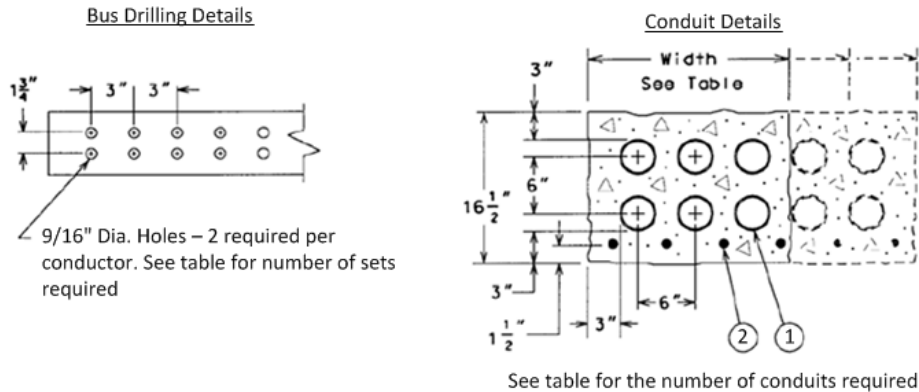 Bus Drilling Details
Conduit Details
1 3/4"
3"
3"
3"
Width
See Table
16 1/2"
6"
3"
1 1/2"
3"
6"
2
1
9/16" Dia. Holes – 2 required per
conductor. See table for number of sets
required
See table for the number of conduits required